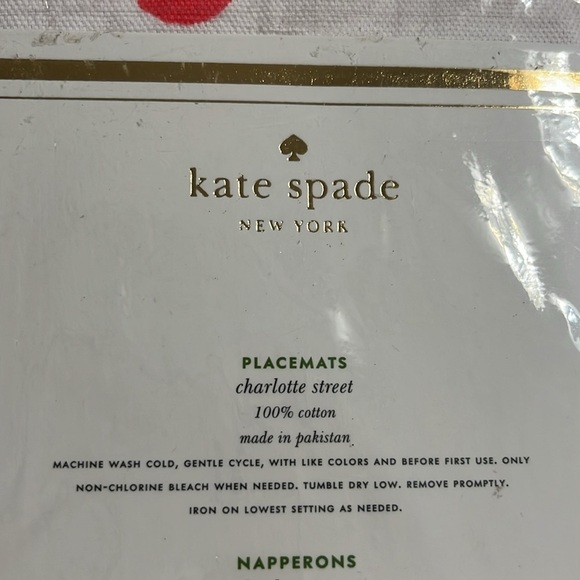 kate spade
NEW YORK
PLACEMATS
charlotte street
100% cotton
made in pakistan
MACHINE WASH COLD, GENTLE CYCLE, WITH LIKE COLORS AND BEFORE FIRST USE. ONLY
NON-CHLORINE BLEACH WHEN NEEDED. TUMBLE DRY LOW. REMOVE PROMPTLY.
IRON ON LOWEST SETTING AS NEEDED.
NAPPERONS